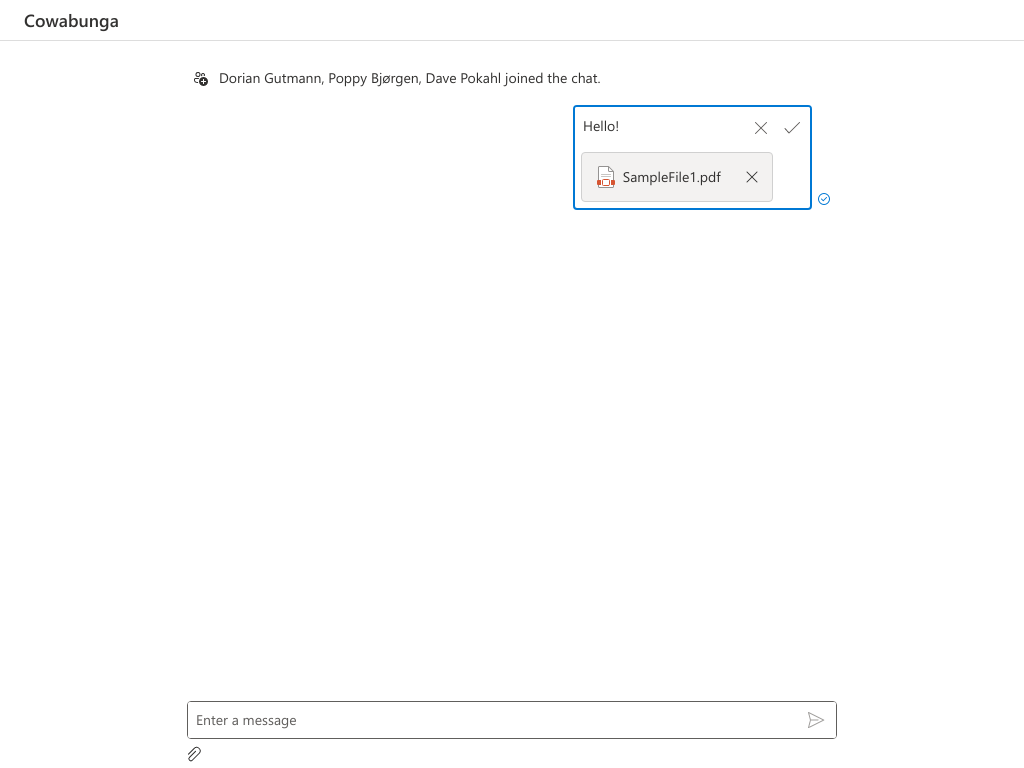 Cowabunga
Dorian Gutmann, Poppy Bjørgen, Dave Pokahl joined the chat.
Hello!
SampleFile1.pdf
Enter a message